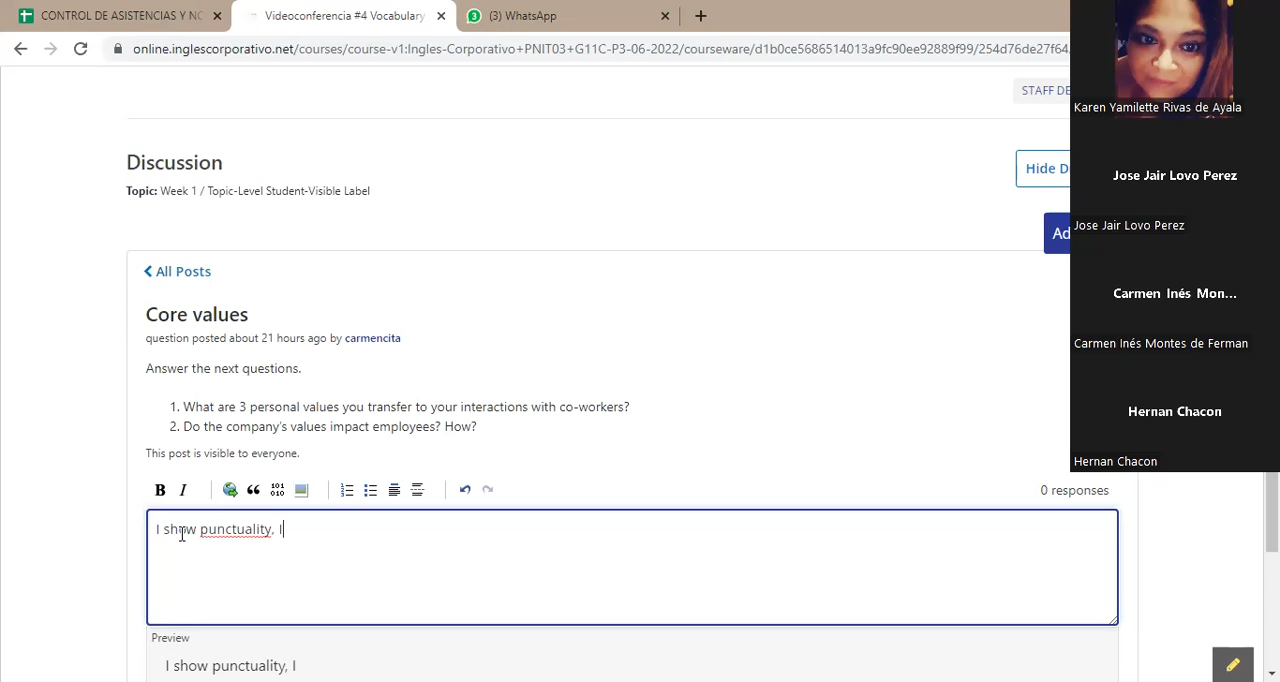 CONTROL DE ASISTENCIAS Y NO
Videoconferencia #4 Vocabulary
(3) WhatsApp
online.inglescorporativo.net/courses/course-v1:Ingles-Corporativo+PNIT03+G11C-P3-06-2022/courseware/d1b0ce5686514013a9fc90ee92889f99/254d76de27f64
STAFF DE
Karen Yamilette Rivas de Ayala
Discussion
Topic: Week 1 / Topic-Level Student-Visible Label
Hide D
Jose Jair Lovo Perez
Jose Jair Lovo Perez
Ad
All Posts
Carmen Inés Mon...
Core values
question posted about 21 hours ago by carmencita
Carmen Inés Montes de Ferman
Answer the next questions.
1. What are 3 personal values you transfer to your interactions with co-workers?
2. Do the company's values impact employees? How?
Hernan Chacon
This post is visible to everyone.
Hernan Chacon
B I
101
010
0 responses
I show punctuality, I
Preview
I show punctuality, I